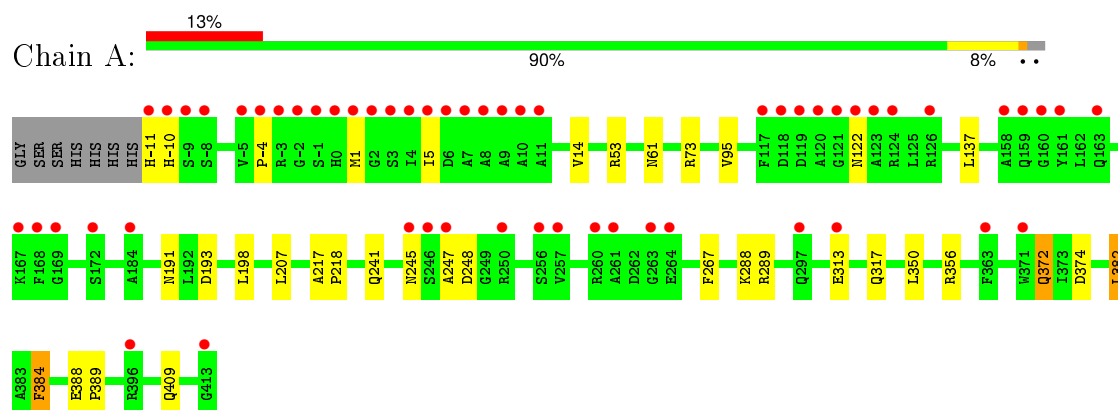 13%
Chain A:
90% 8% • •
GLY SER SER HIS HIS HIS HIS HIS H-11 H-10 S-9 S-8 V-5 P-4 R-3 G-2 S-1 H0 M1 G2 S3 I4 I5 D6 A7 A8 A9 A10 A11 V14 R53 N61 R73 V95 F117 D118 D119 A120 G121 N122 A123 R124 L125 R126 L137 A158 Q159 G160 Y161 L162 Q163
K167 F168 G169 S172 A184 N191 L192 D193 L198 L207 A217 P218 Q241 N245 S246 A247 D248 G249 R250 S256 V257 R260 A261 D262 G263 E264 F267 K288 R289 Q297 E313 Q317 L350 R356 F363 W371 Q372 I373 D374 L382
A383 F384 E388 P389 R396 Q409 G413